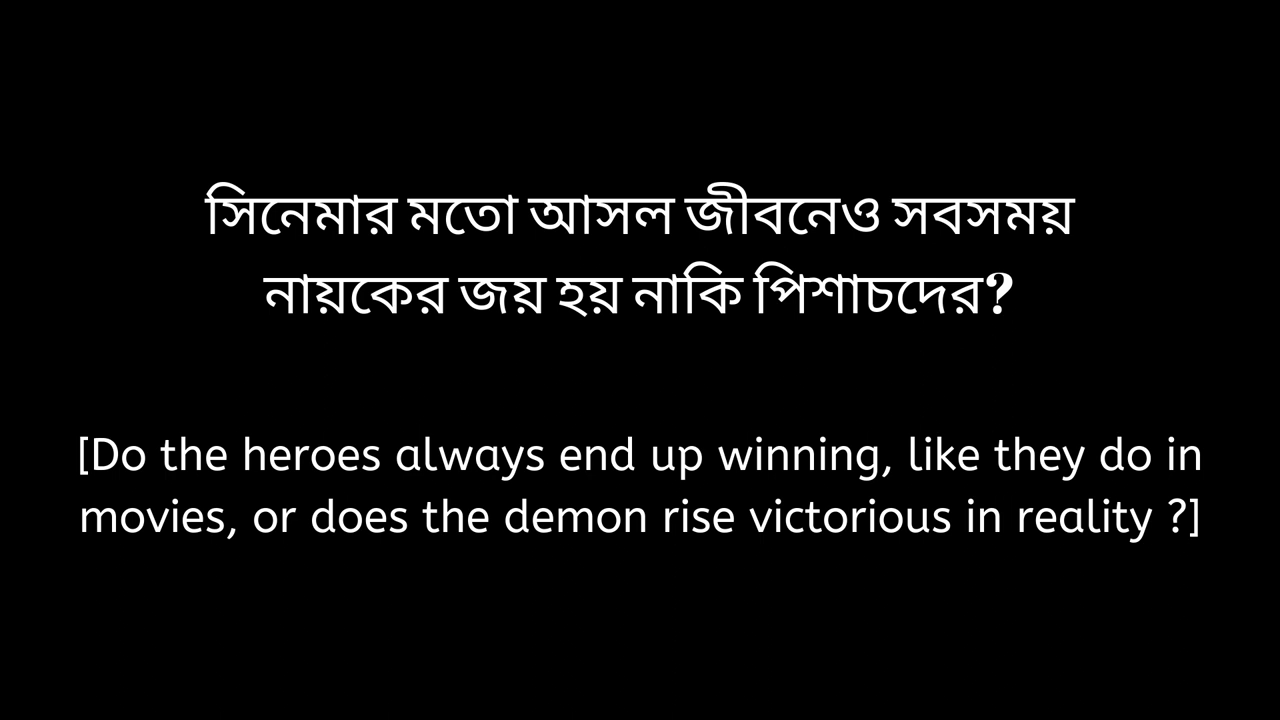 সিনেমার মতো আসল জীবনেও সবসময়
নায়কের জয় হয় নাকি পিশাচদের?
[Do the heroes always end up winning, like they do in
movies, or does the demon rise victorious in reality ?]